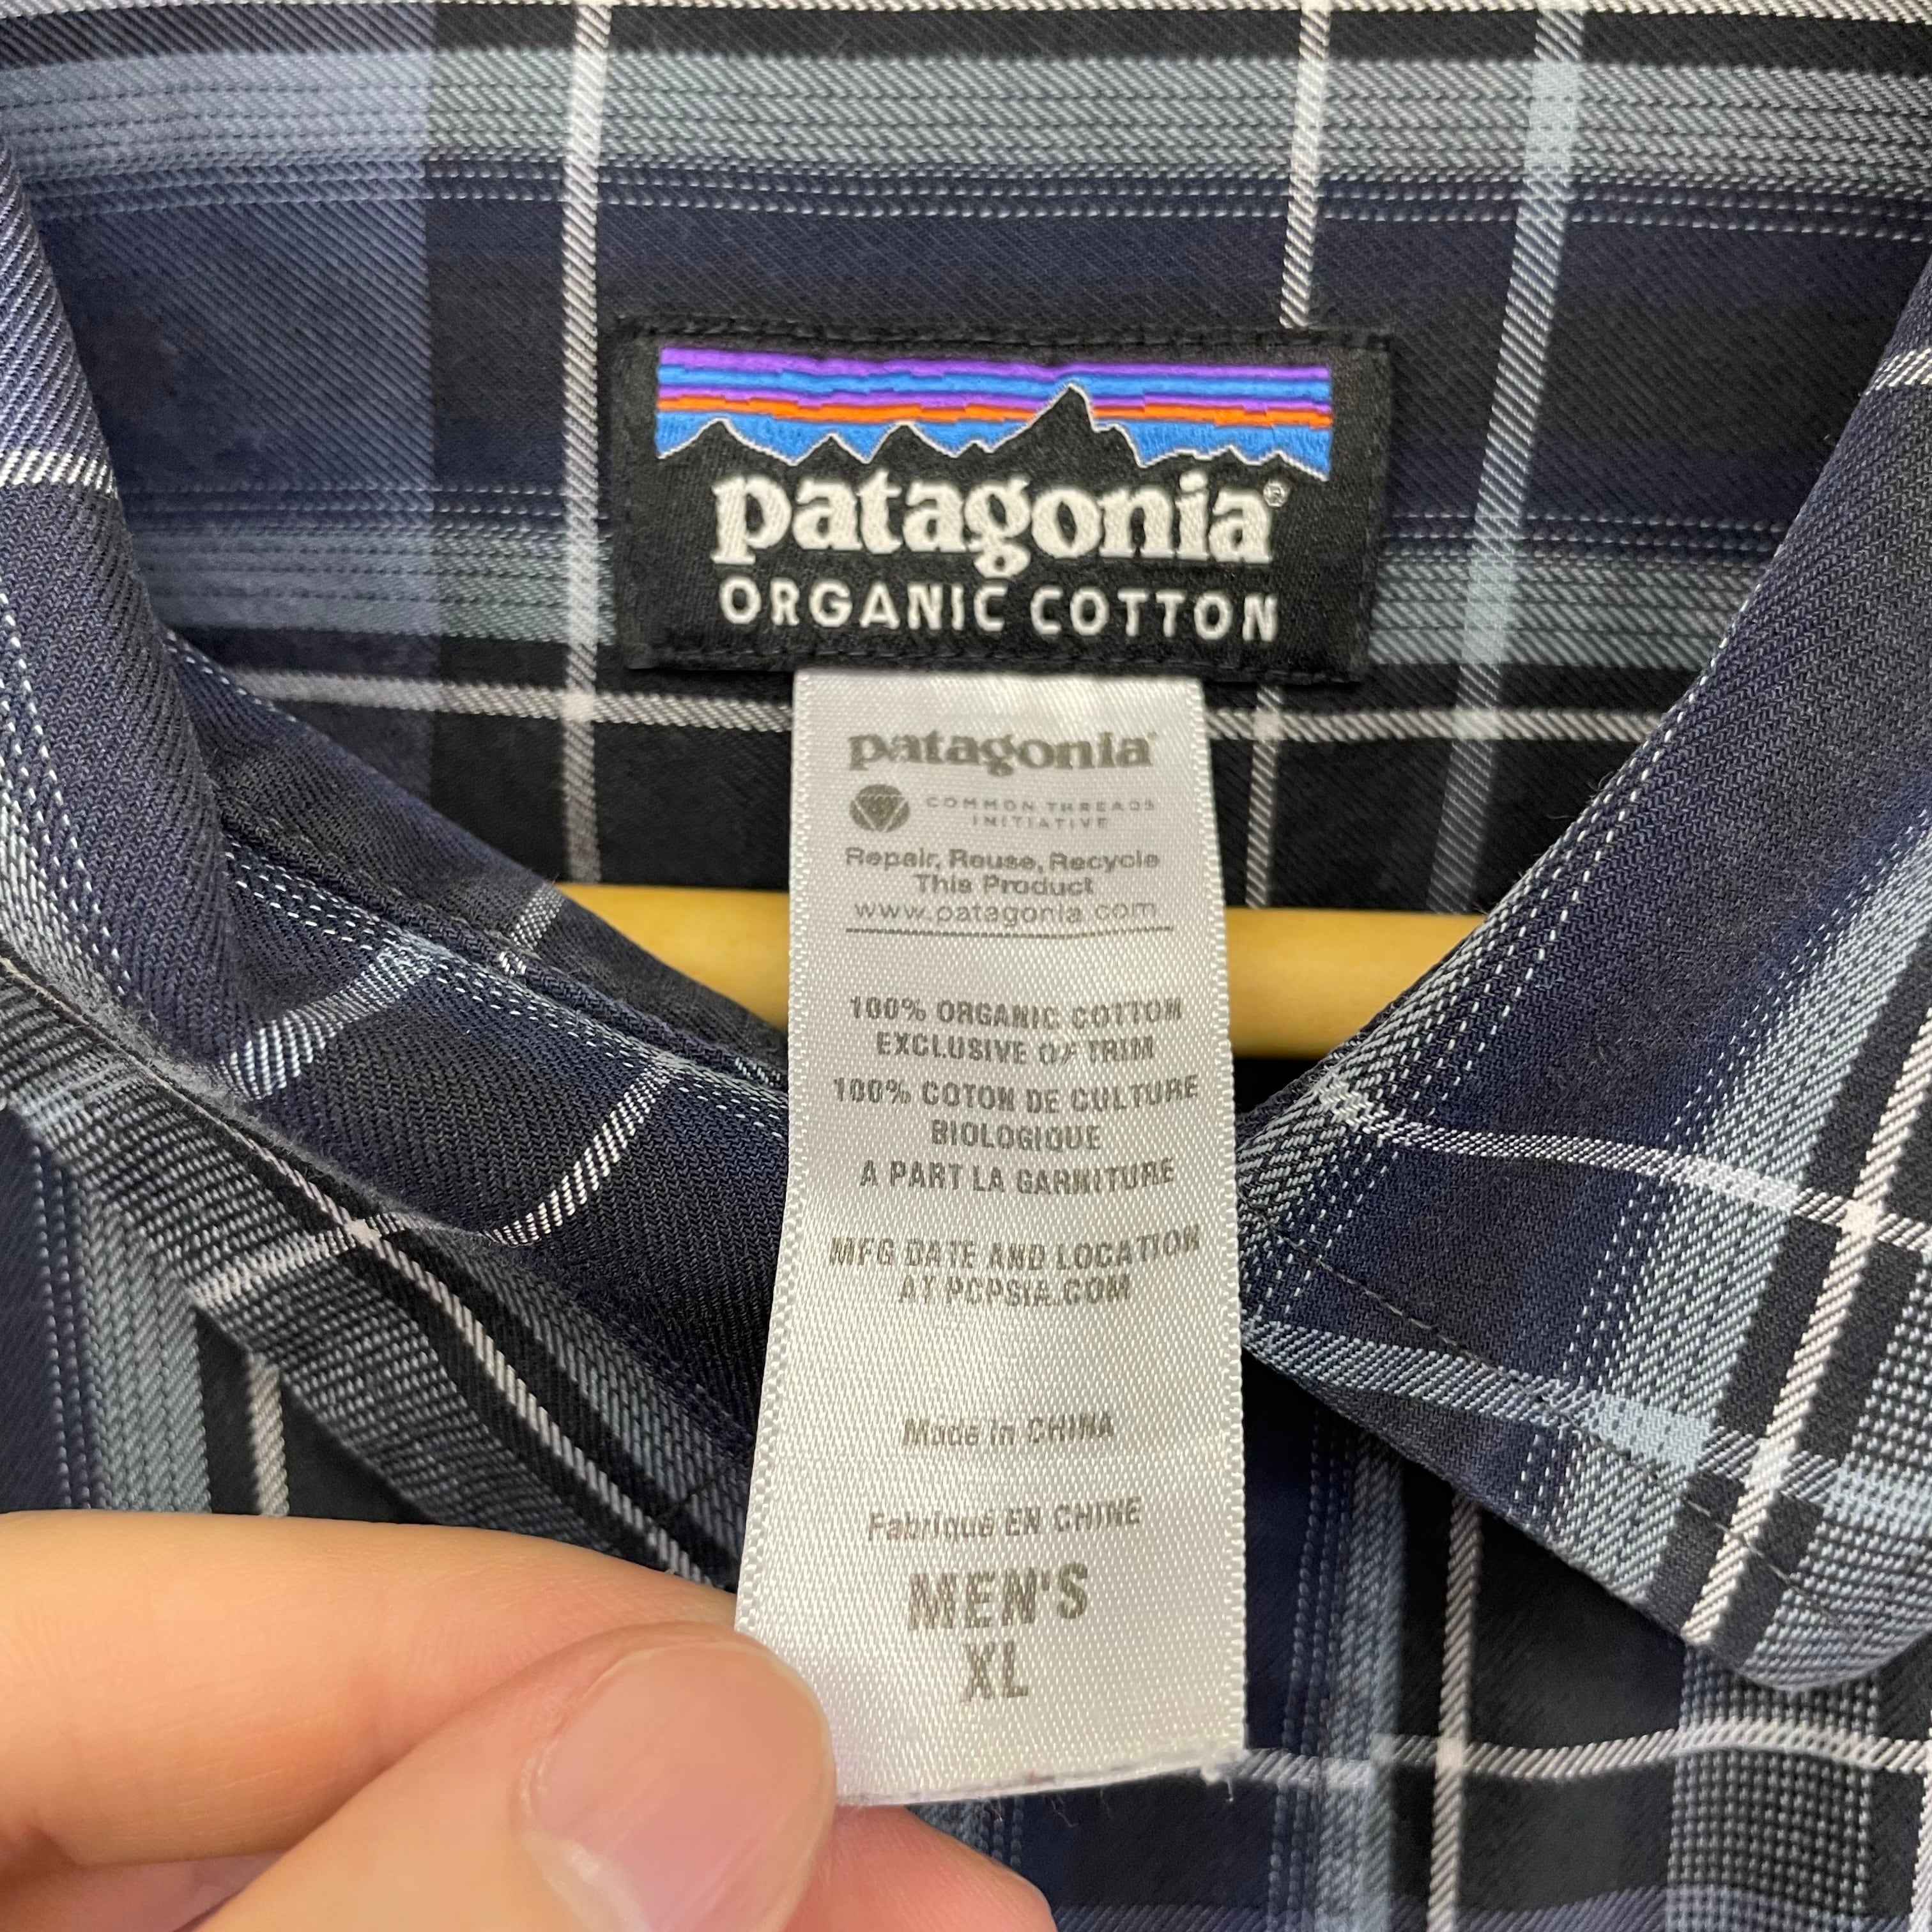 patagonia®
ORGANIC COTTON
patagonia®
COMMON THREADS
INITIATIVE
Repair, Reuse, Recycle
This Product
www.patagonia.com
100% ORGANIC COTTON
EXCLUSIVE OF TRIM
100% COTON DE CULTURE
BIOLOGIQUE
A PART LA GARNITURE
MFG DATE AND LOCATION
AT PCPSIA.COM
Made in CHINA
Fabriqué EN CHINE
MEN'S
XL